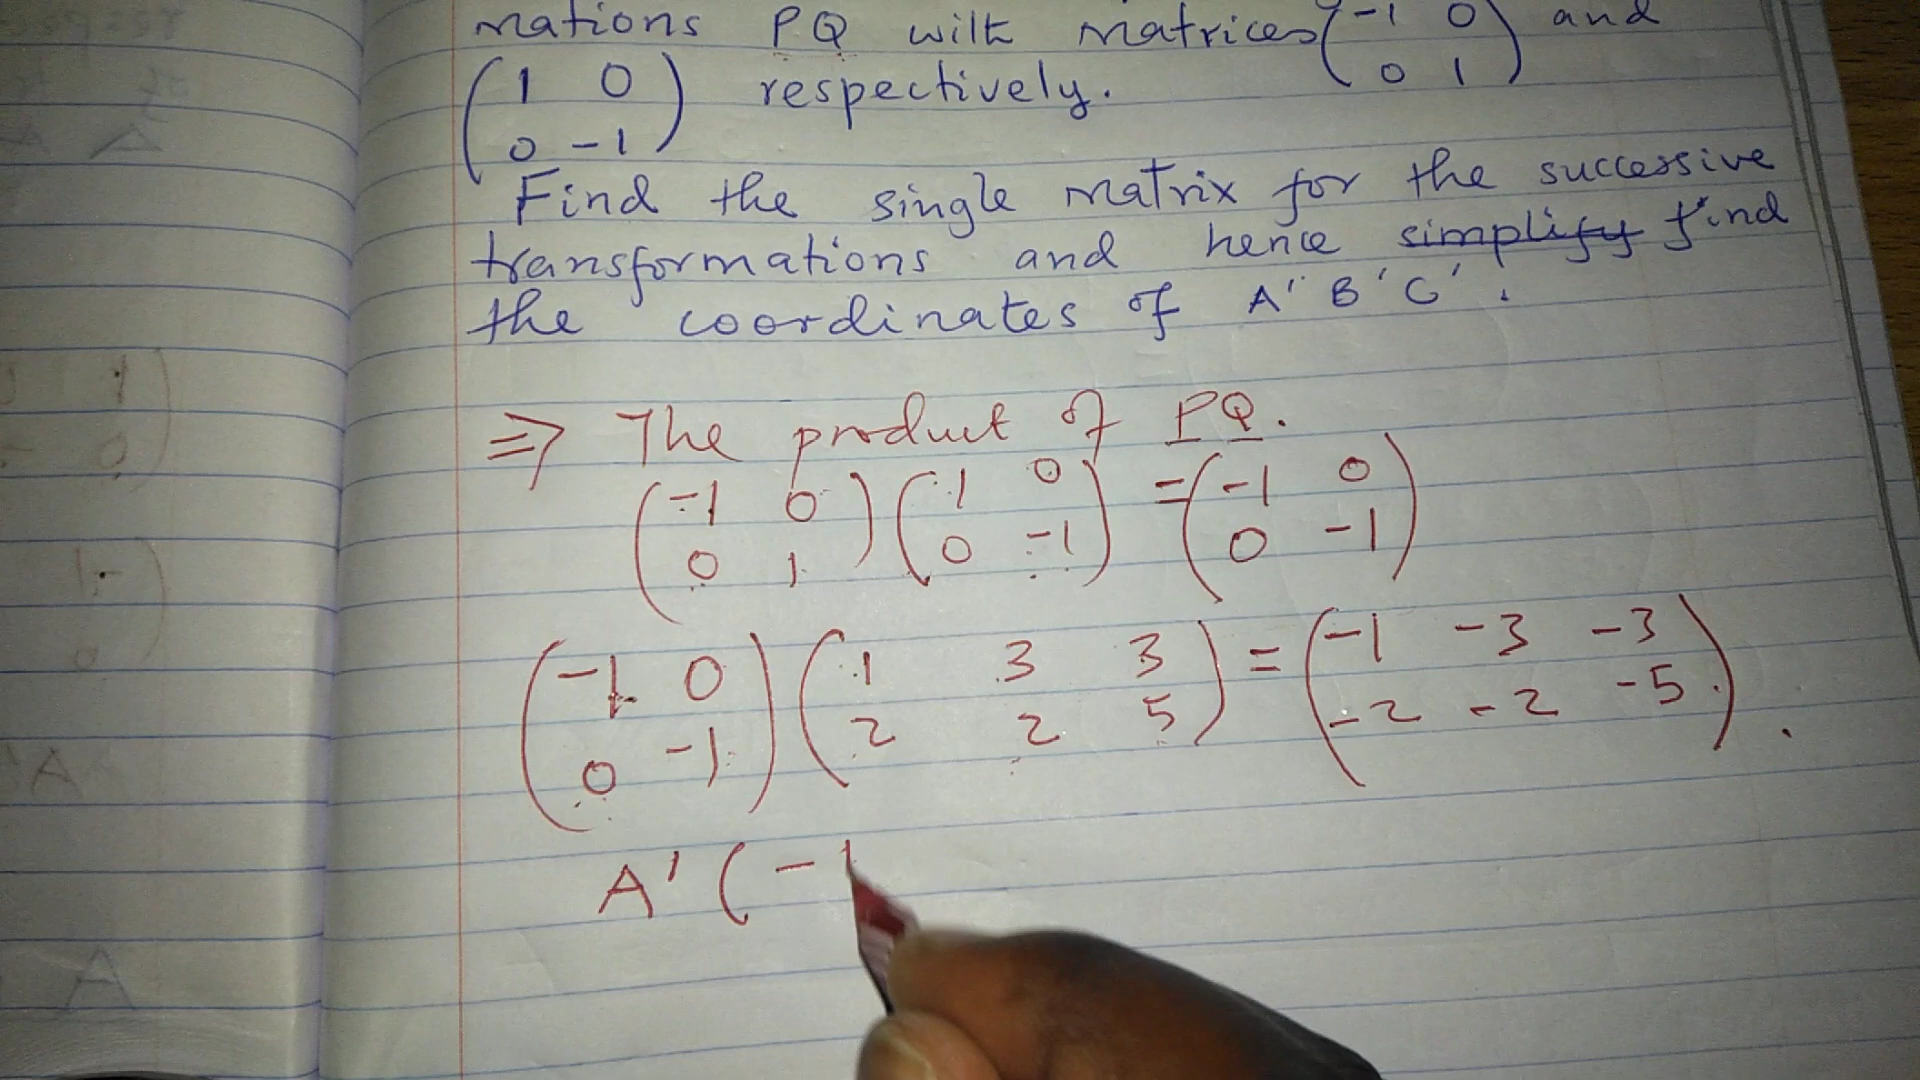 mations PQ with matrices (-1 0
0 1) and
(1 0
0 -1) respectively.
Find the single matrix for the successive
transformations and hence simplify find
the coordinates of A' B' C'.
⇒ The product of PQ.
(-1 0
0 1) (1 0
0 -1) = (-1 0
0 -1)
(-1 0
0 -1) (1 3 3
2 2 5) = (-1 -3 -3
-2 -2 -5).
A' (-1